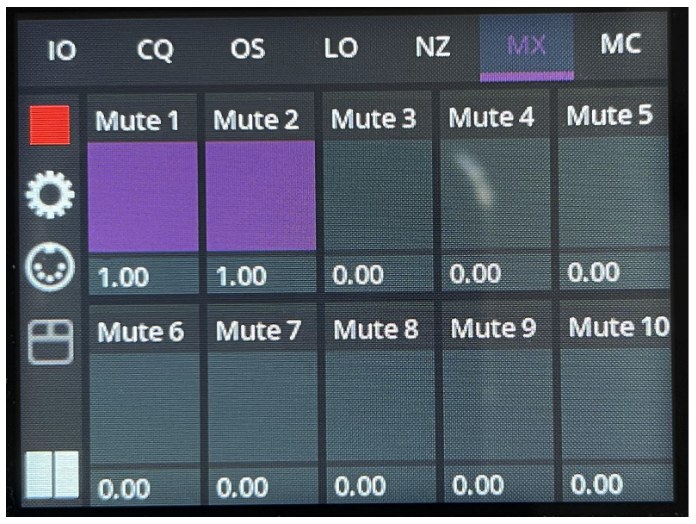 IO CQ OS LO NZ MX MC
Mute 1 Mute 2 Mute 3 Mute 4 Mute 5
1.00 1.00 0.00 0.00 0.00
Mute 6 Mute 7 Mute 8 Mute 9 Mute 10
0.00 0.00 0.00 0.00 0.00